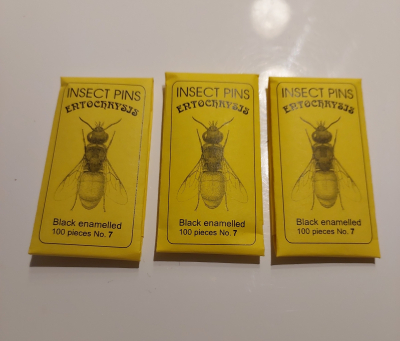 INSECT PINS
ENTOCHRYSIS
Black enamelled
100 pieces No. 7
INSECT PINS
ENTOCHRYSIS
Black enamelled
100 pieces No. 7
INSECT PINS
ENTOCHRYSIS
Black enamelled
100 pieces No. 7